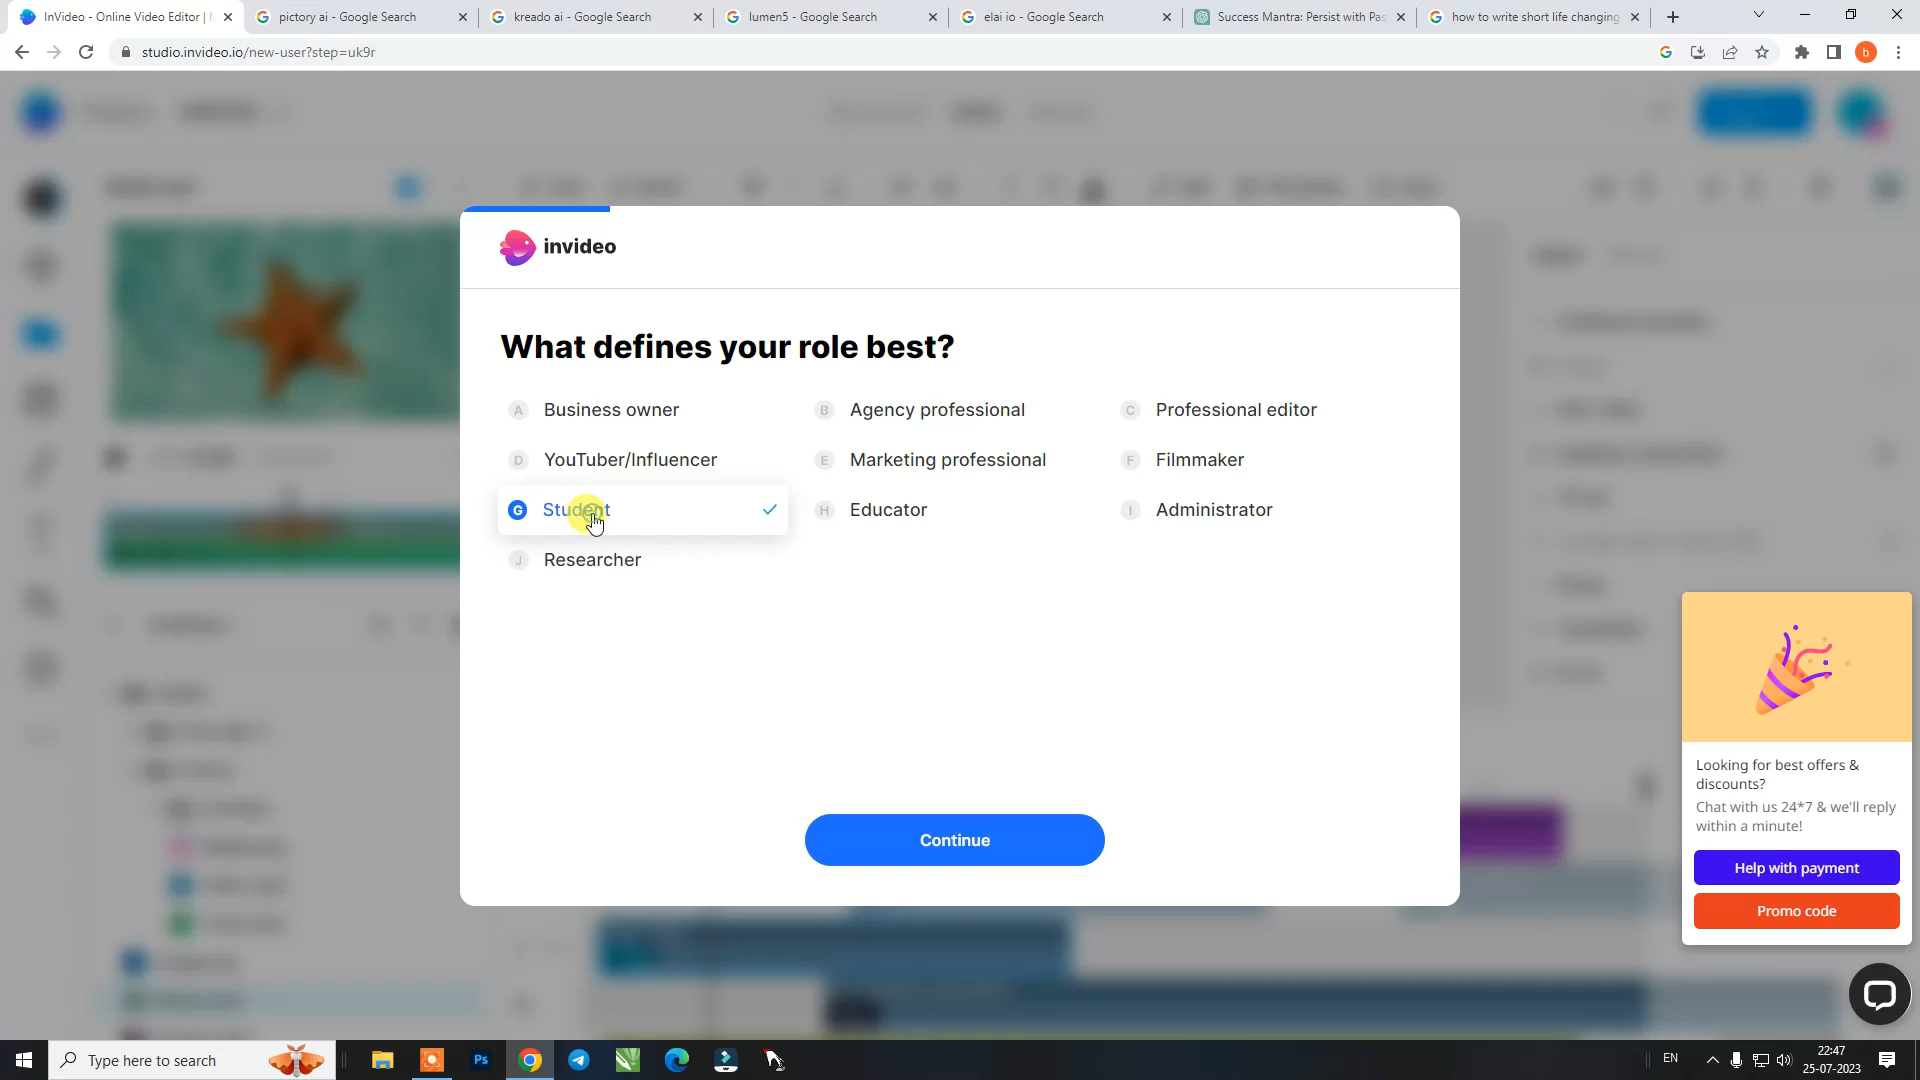 InVideo - Online Video Editor |
pictory ai - Google Search
kreado ai - Google Search
lumen5 - Google Search
elai io - Google Search
Success Mantra: Persist with Pas
how to write short life changing
studio.invideo.io/new-user?step=uk9r
b
invideo
What defines your role best?
A Business owner
B Agency professional
C Professional editor
D YouTuber/Influencer
E Marketing professional
F Filmmaker
G Student
H Educator
I Administrator
J Researcher
Continue
Looking for best offers &
discounts?
Chat with us 24*7 & we'll reply
within a minute!
Help with payment
Promo code
Type here to search
Ps
EN
22:47
25-07-2023